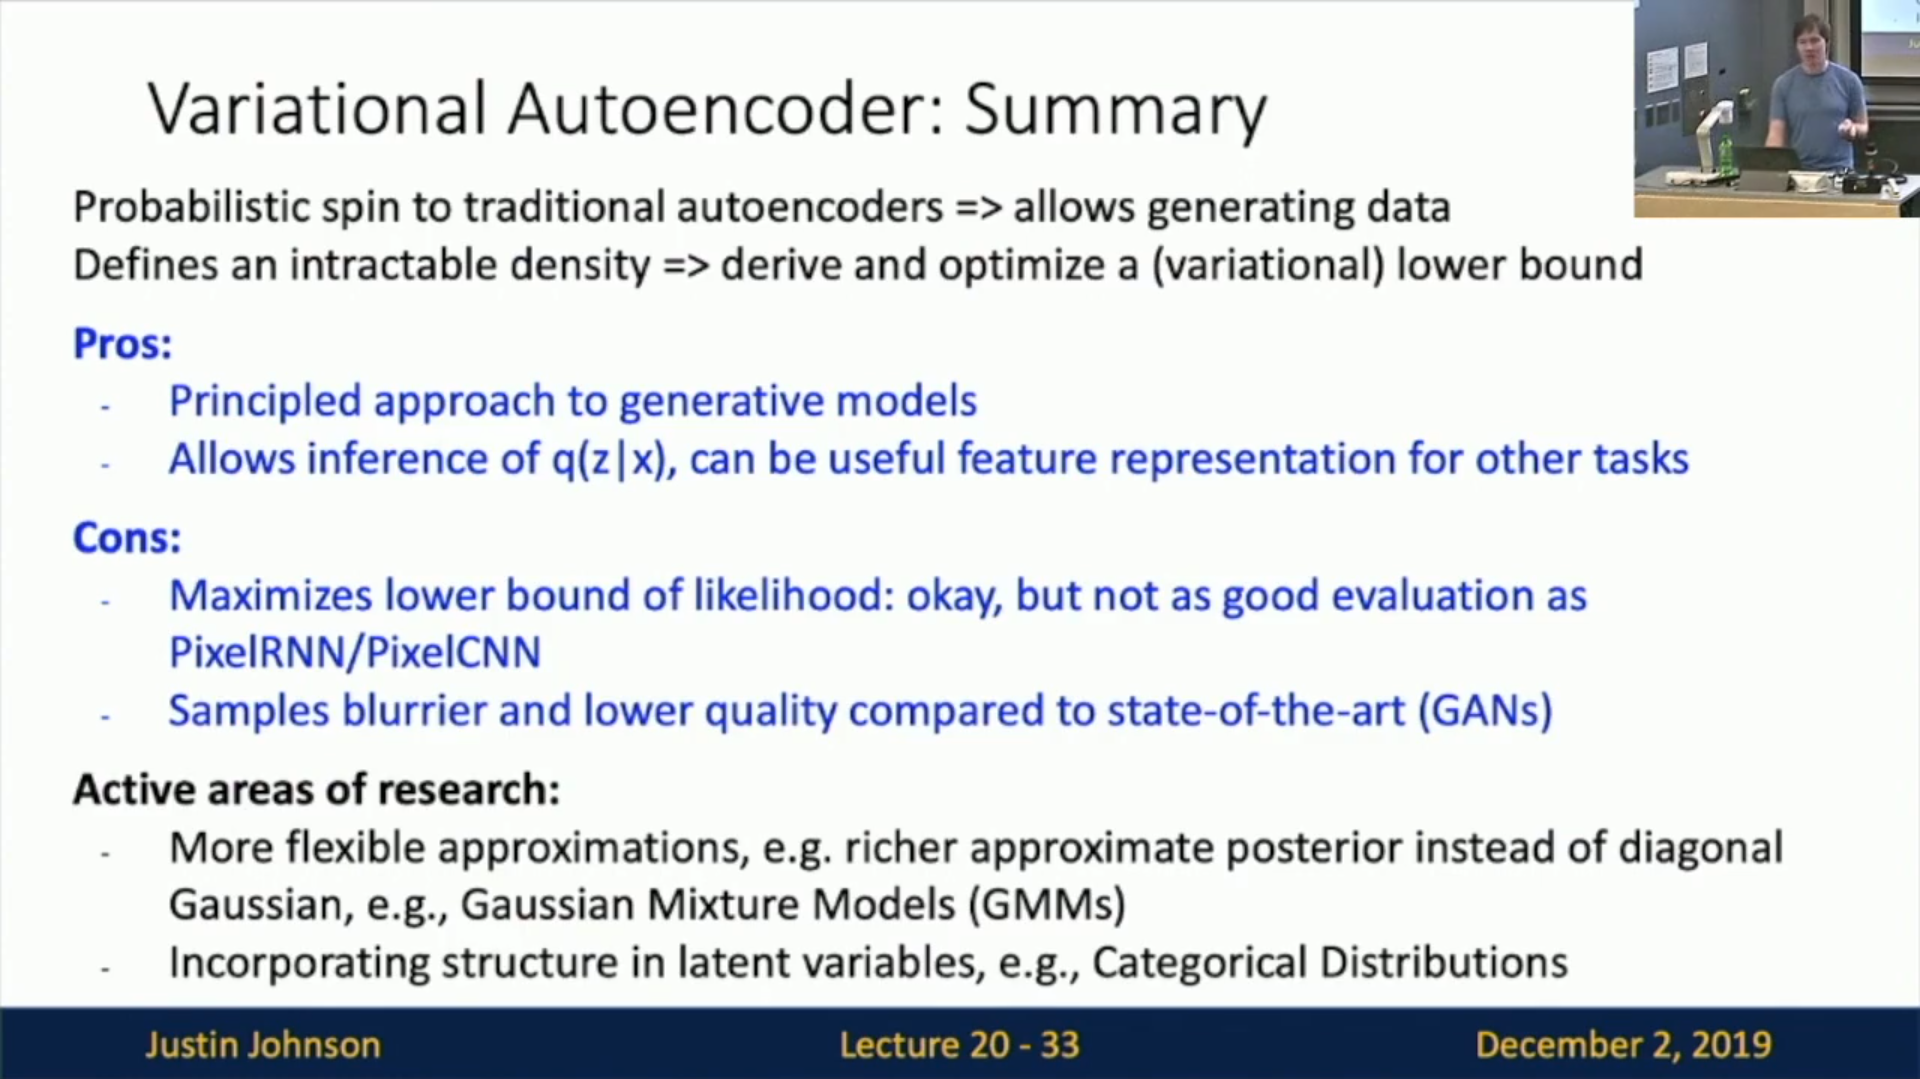 Variational Autoencoder: Summary
Probabilistic spin to traditional autoencoders => allows generating data
Defines an intractable density => derive and optimize a (variational) lower bound
Pros:
- Principled approach to generative models
- Allows inference of q(z|x), can be useful feature representation for other tasks
Cons:
- Maximizes lower bound of likelihood: okay, but not as good evaluation as
PixelRNN/PixelCNN
- Samples blurrier and lower quality compared to state-of-the-art (GANs)
Active areas of research:
- More flexible approximations, e.g. richer approximate posterior instead of diagonal
Gaussian, e.g., Gaussian Mixture Models (GMMs)
- Incorporating structure in latent variables, e.g., Categorical Distributions
Justin Johnson
Lecture 20 - 33
December 2, 2019